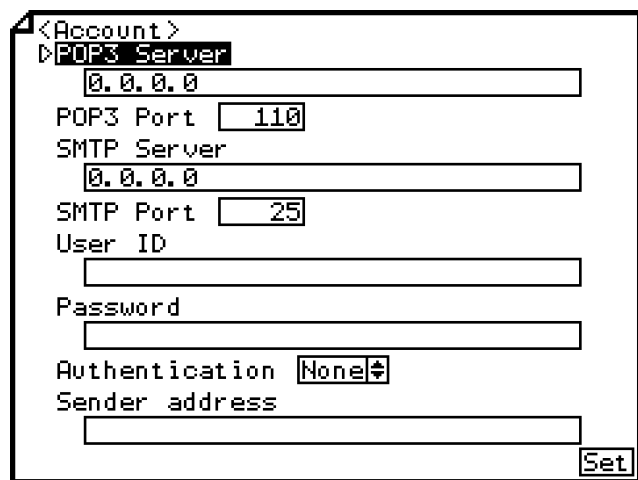 <Account>
POP3 Server
0.0.0.0
POP3 Port 110
SMTP Server
0.0.0.0
SMTP Port 25
User ID
Password
Authentication None
Sender address
Set